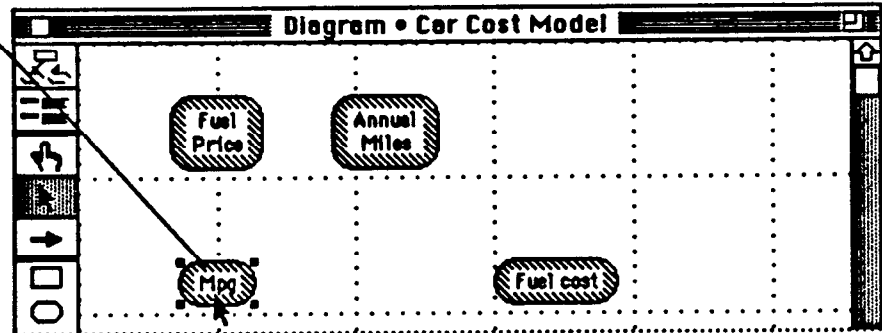 Diagram • Car Cost Model
Fuel
Price
Annual
Miles
Mpg
Fuel cost